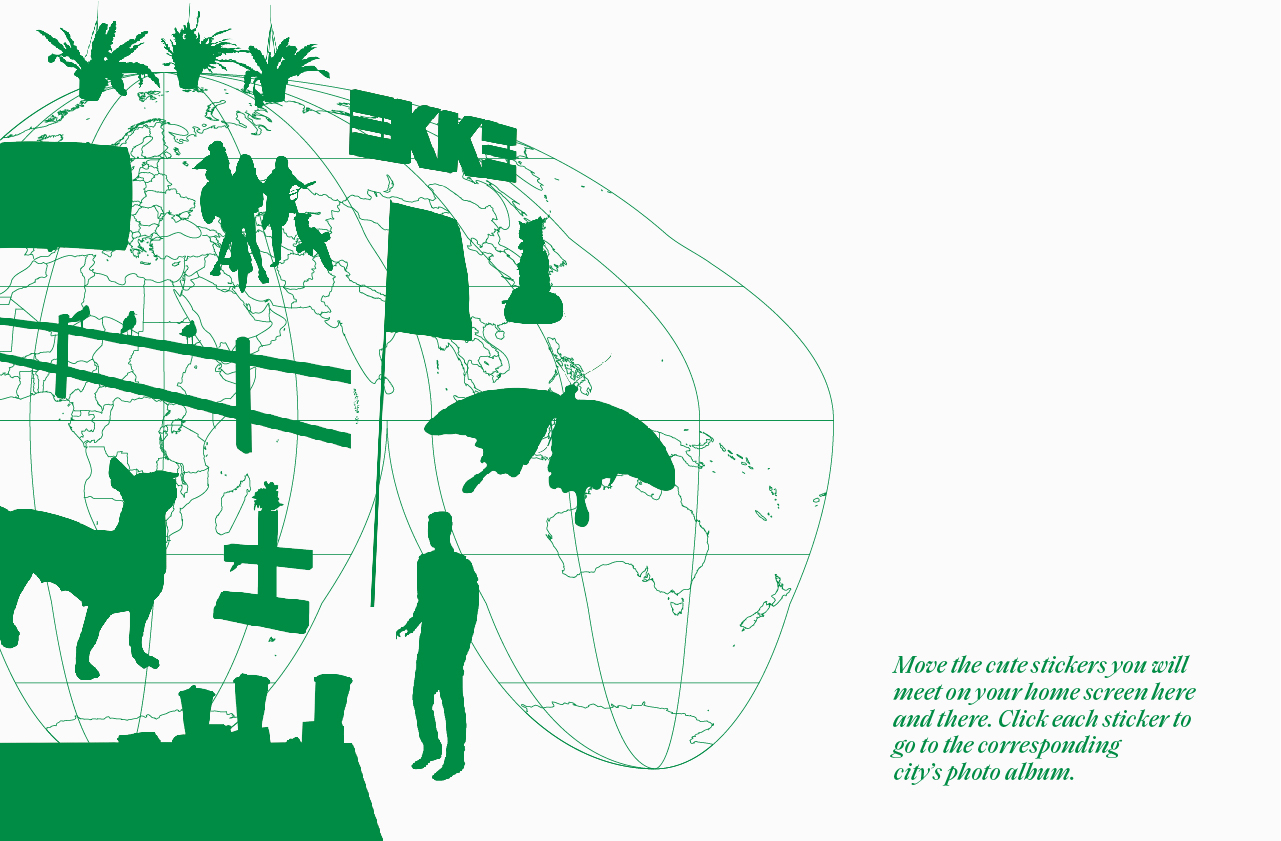 EKKE
Move the cute stickers you will
meet on your home screen here
and there. Click each sticker to
go to the corresponding
city's photo album.